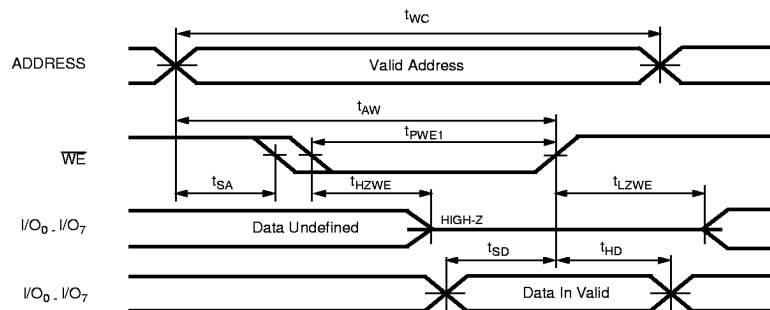 tWC
ADDRESS
Valid Address
tAW
tPWE1
WE
tSA
tHZWE
tLZWE
I/O0 - I/O7
Data Undefined
HIGH-Z
tSD
tHD
I/O0 - I/O7
Data In Valid